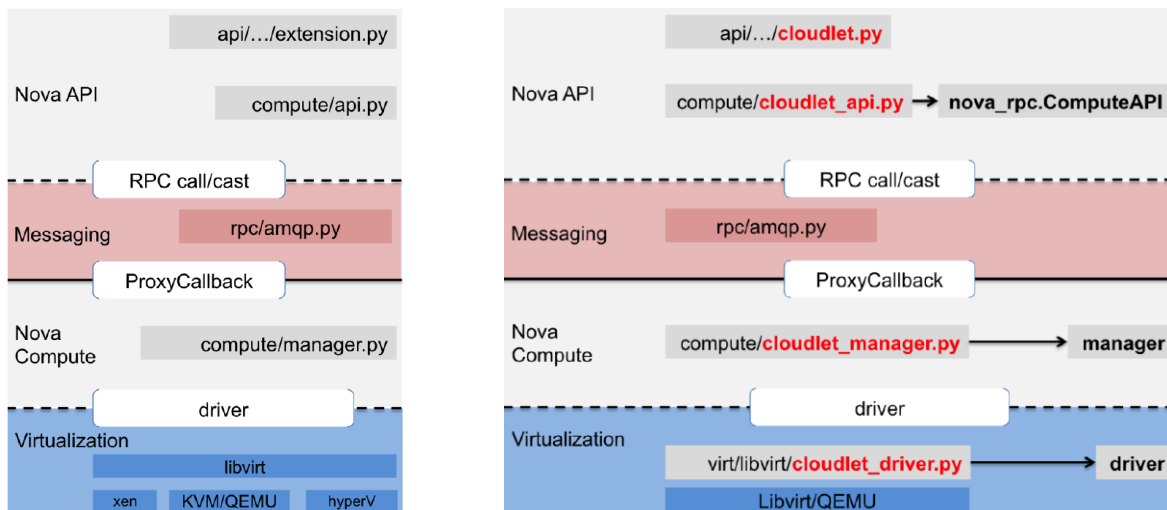 api/.../extension.py
Nova API
compute/api.py
RPC call/cast
Messaging
rpc/amqp.py
ProxyCallback
Nova
Compute
compute/manager.py
driver
Virtualization
libvirt
xen
KVM/QEMU
hyperV
api/.../cloudlet.py
Nova API
compute/cloudlet_api.py
nova_rpc.ComputeAPI
RPC call/cast
Messaging
rpc/amqp.py
ProxyCallback
Nova
Compute
compute/cloudlet_manager.py
manager
driver
Virtualization
virt/libvirt/cloudlet_driver.py
driver
Libvirt/QEMU